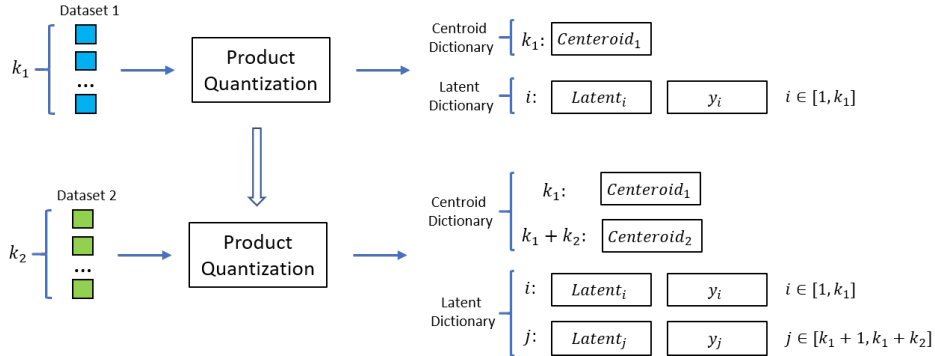 Dataset 1
k₁
...
Product
Quantization
Centroid
Dictionary
k₁: Centeroid₁
Latent
Dictionary
i: Latentᵢ yᵢ i ∈ [1, k₁]
Dataset 2
k₂
...
Product
Quantization
Centroid
Dictionary
k₁: Centeroid₁
k₁ + k₂: Centeroid₂
Latent
Dictionary
i: Latentᵢ yᵢ i ∈ [1, k₁]
j: Latentⱼ yⱼ j ∈ [k₁ + 1, k₁ + k₂]